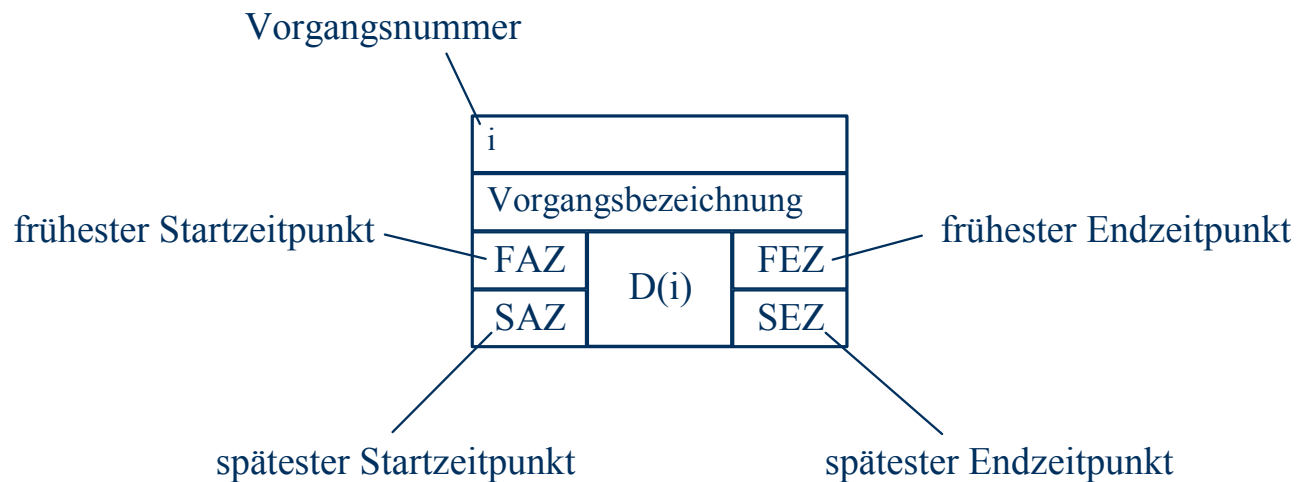 Vorgangsnummer
i
Vorgangsbezeichnung
frühester Startzeitpunkt
FAZ
D(i)
FEZ
frühester Endzeitpunkt
SAZ
SEZ
spätester Startzeitpunkt
spätester Endzeitpunkt